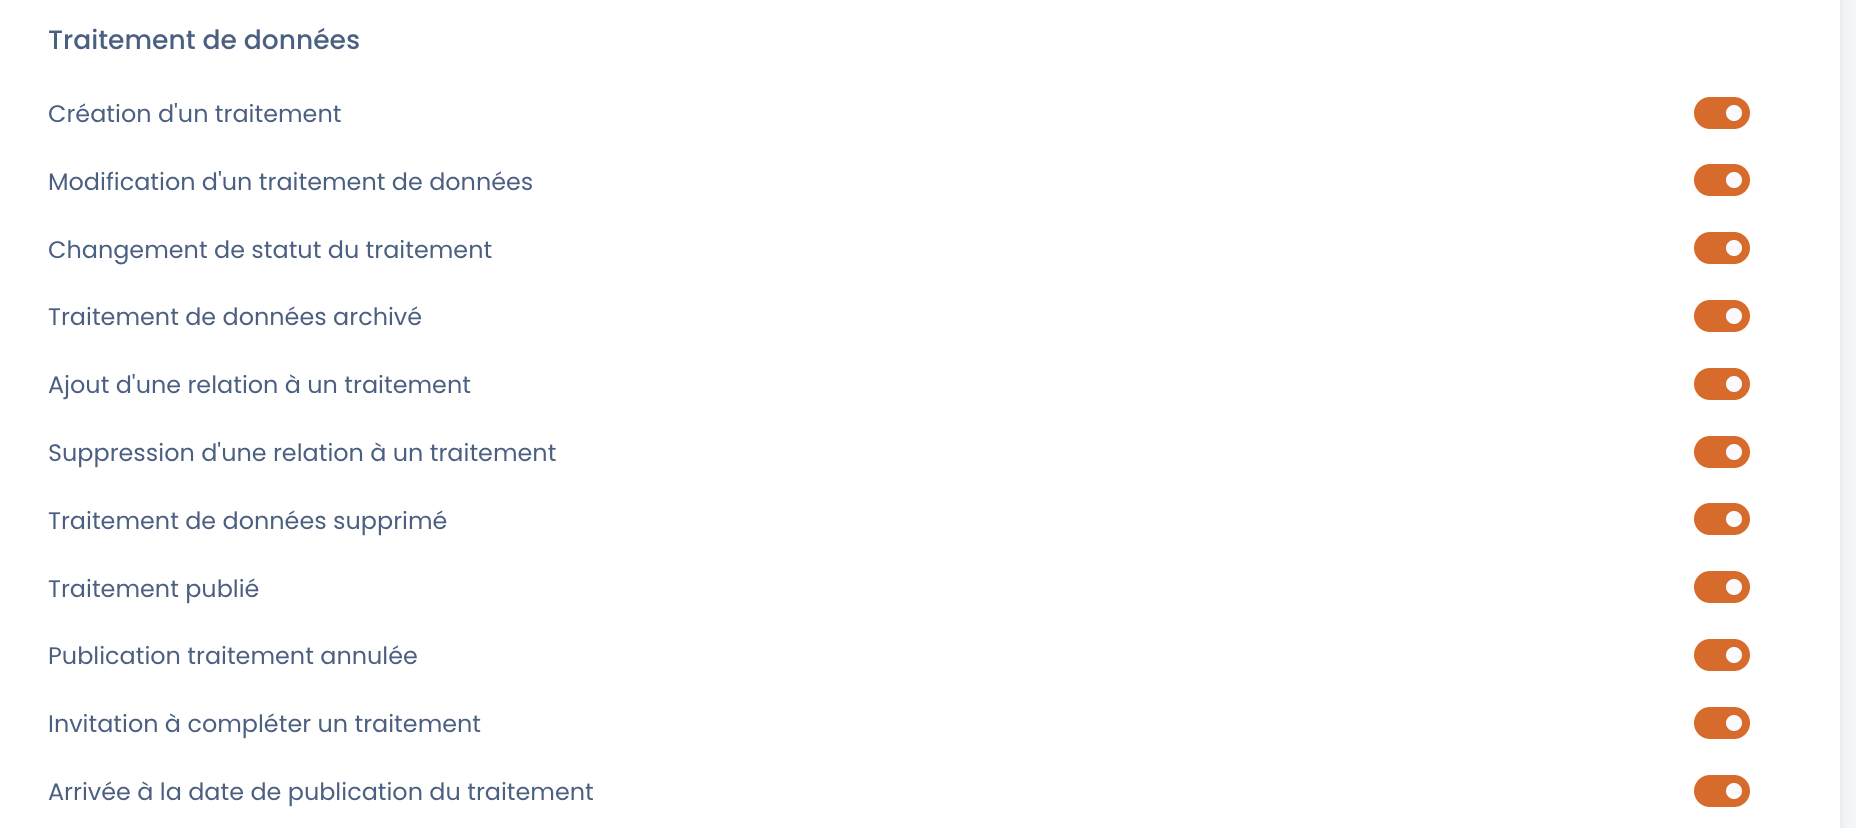 Traitement de données
Création d'un traitement
Modification d'un traitement de données
Changement de statut du traitement
Traitement de données archivé
Ajout d'une relation à un traitement
Suppression d'une relation à un traitement
Traitement de données supprimé
Traitement publié
Publication traitement annulée
Invitation à compléter un traitement
Arrivée à la date de publication du traitement